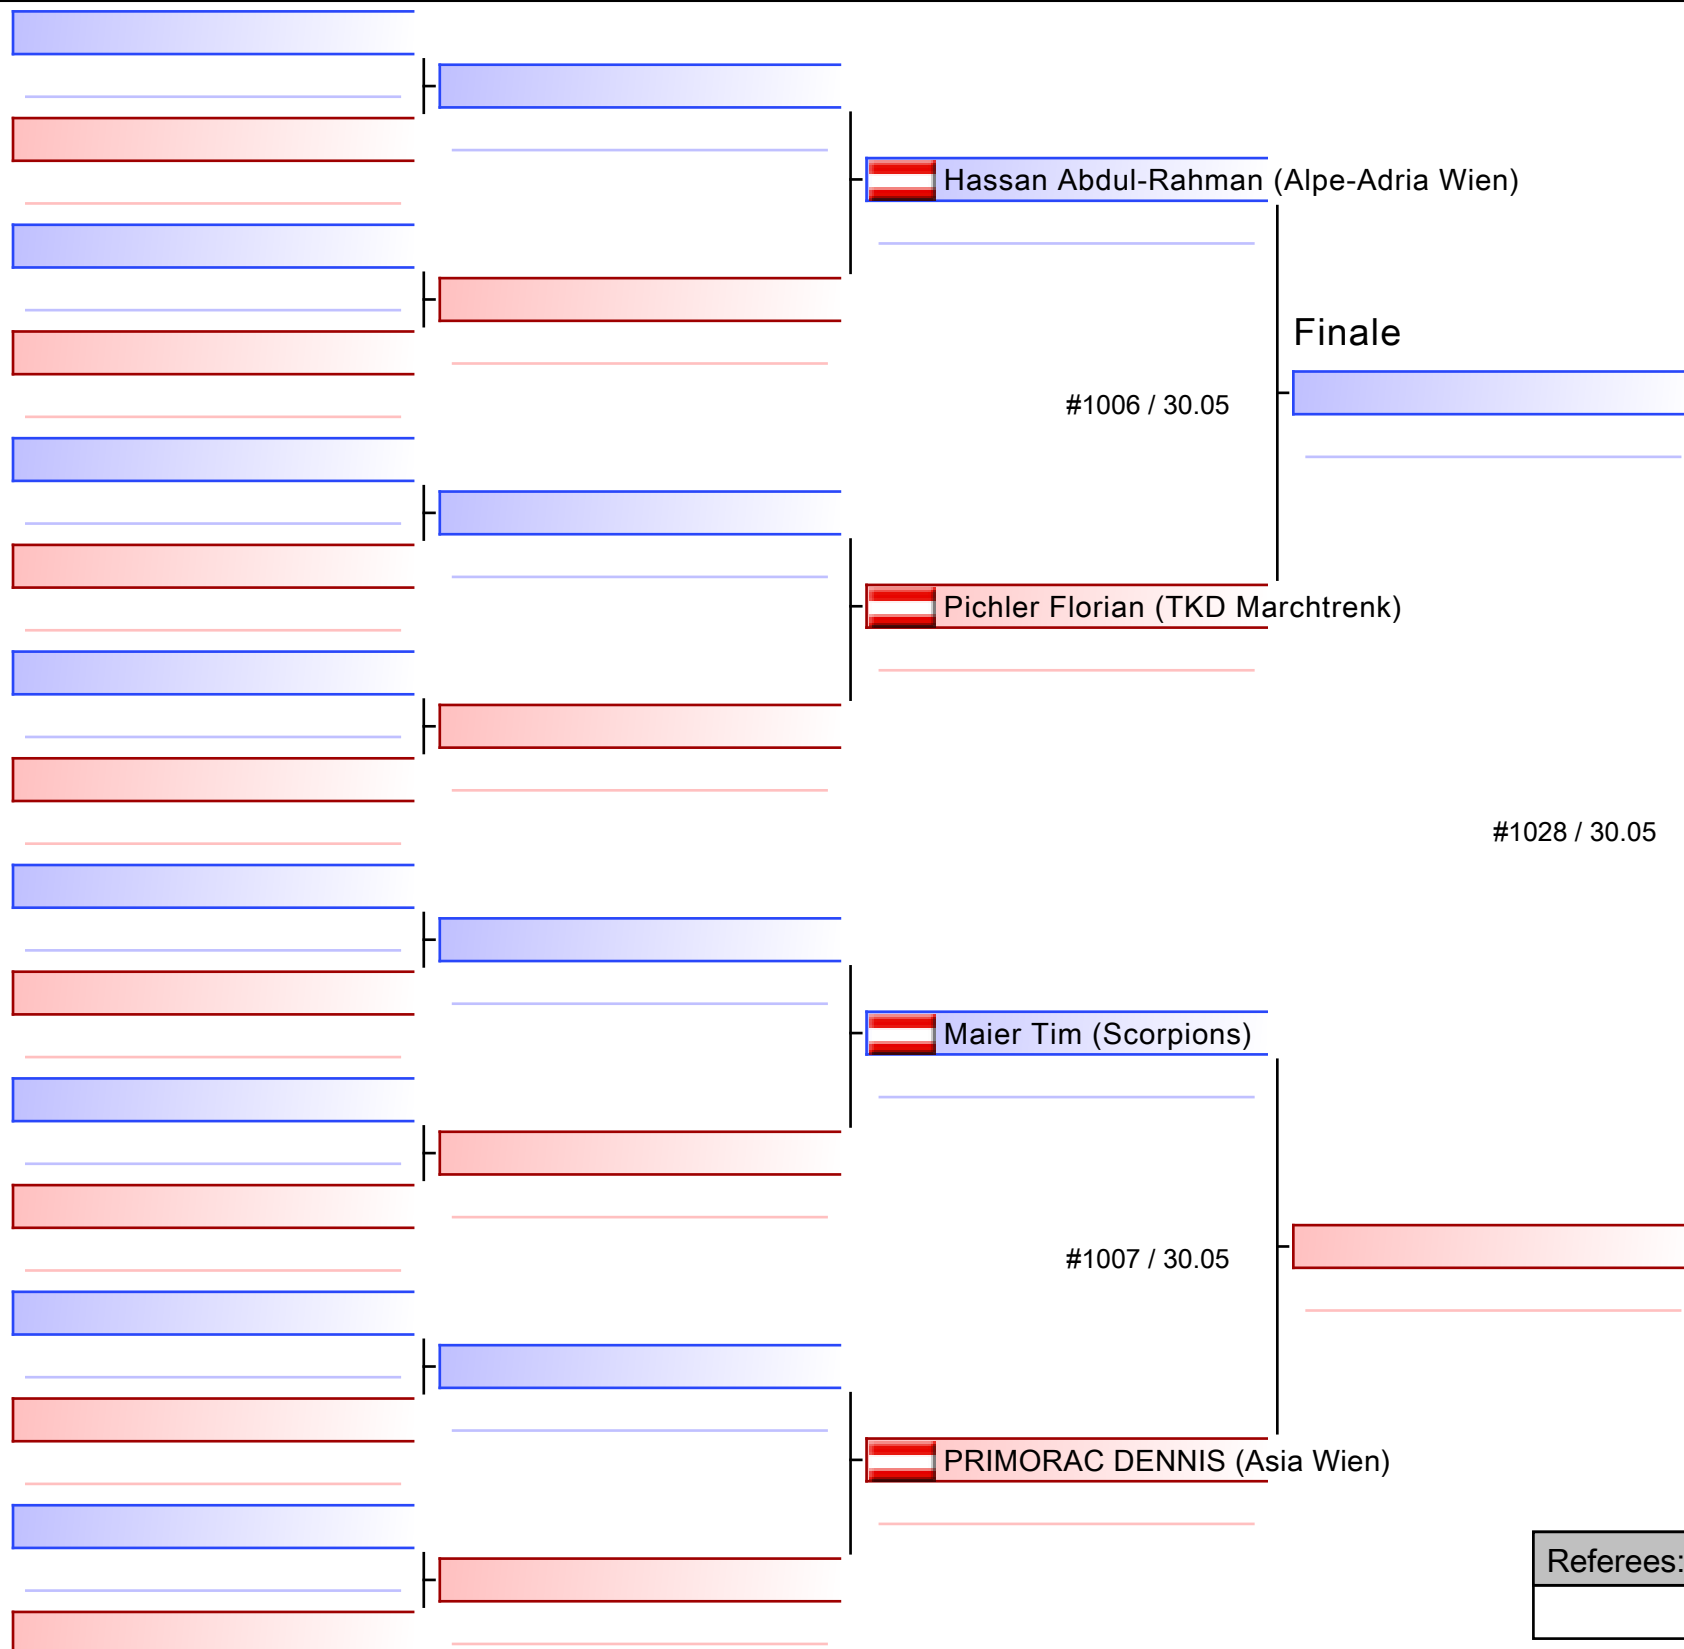 Hassan Abdul-Rahman (Alpe-Adria Wien)
Finale
#1006 / 30.05
Pichler Florian (TKD Marchtrenk)
#1028 / 30.05
Maier Tim (Scorpions)
#1007 / 30.05
PRIMORAC DENNIS (Asia Wien)
Referees: